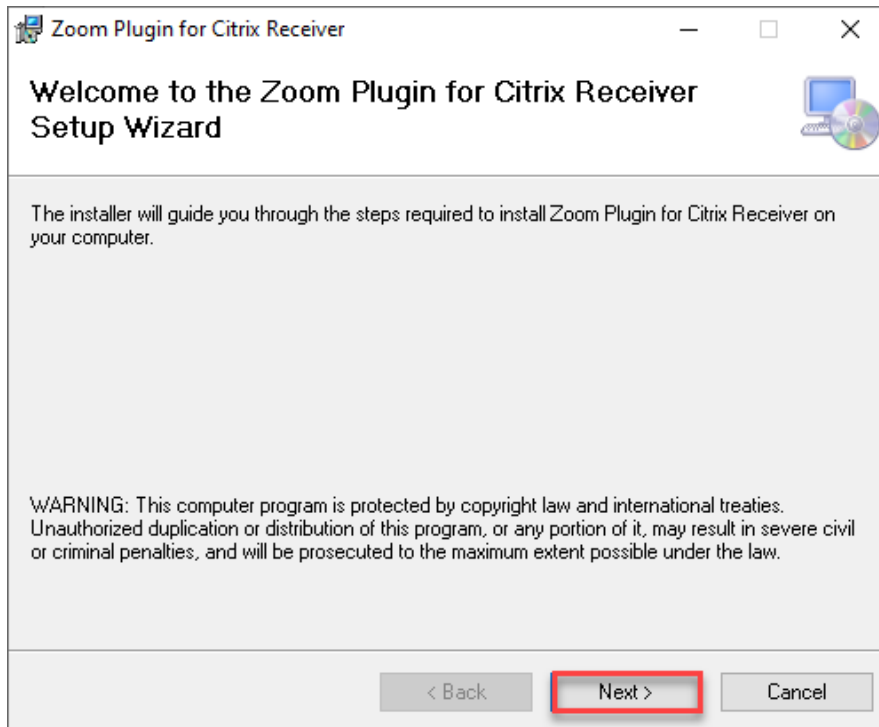 Zoom Plugin for Citrix Receiver
Welcome to the Zoom Plugin for Citrix Receiver
Setup Wizard
The installer will guide you through the steps required to install Zoom Plugin for Citrix Receiver on
your computer.
WARNING: This computer program is protected by copyright law and international treaties.
Unauthorized duplication or distribution of this program, or any portion of it, may result in severe civil
or criminal penalties, and will be prosecuted to the maximum extent possible under the law.
< Back Next > Cancel